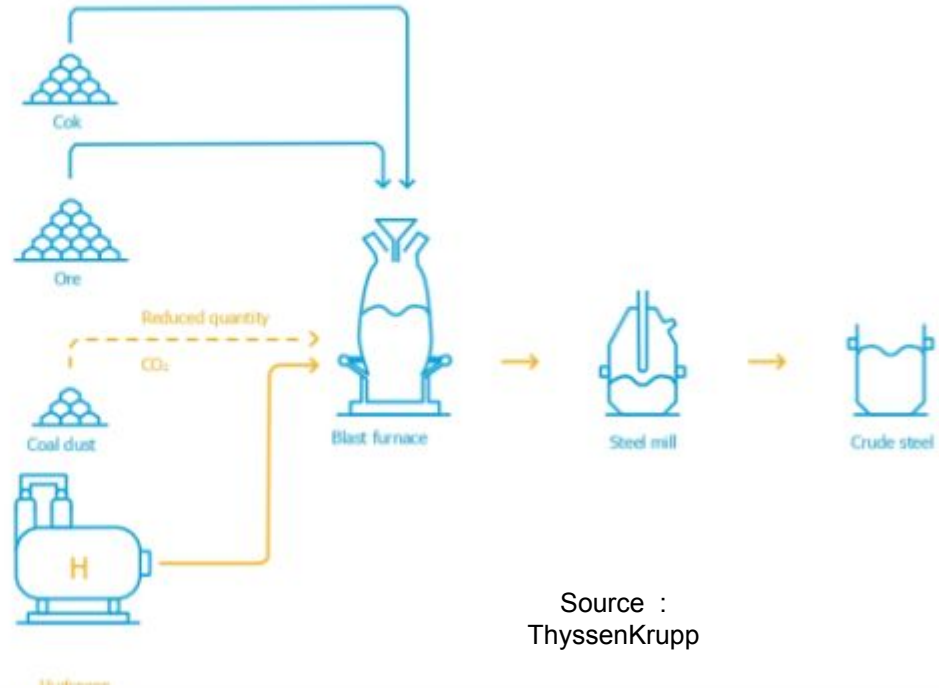 Cok
Ore
Reduced quantity
CO₂
Coal dust
Blast furnace
Steel mill
Crude steel
H
Source :
ThyssenKrupp